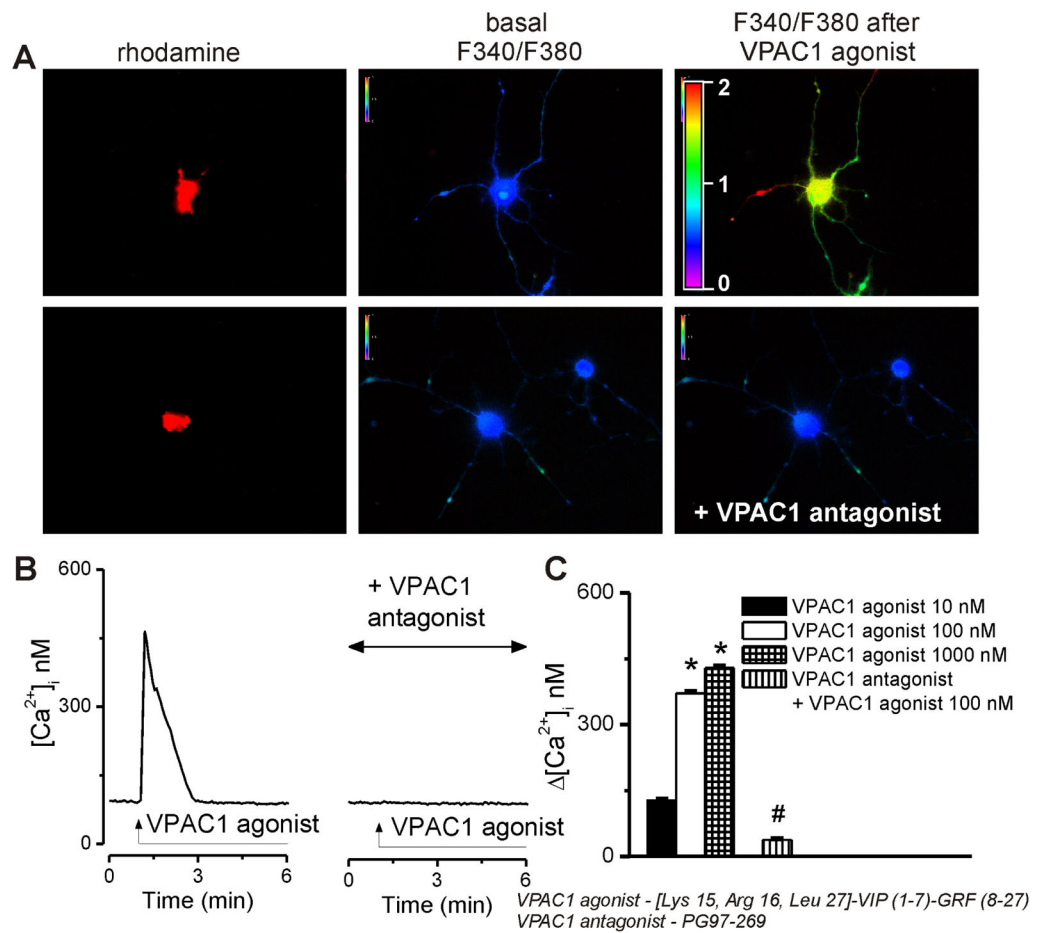 A
rhodamine
basal
F340/F380
F340/F380 after
VPAC1 agonist
2
1
0
+ VPAC1 antagonist
B
600
300
0
[Ca²⁺]ᵢ nM
VPAC1 agonist
0 3 6
Time (min)
+ VPAC1
antagonist
VPAC1 agonist
0 3 6
Time (min)
C
600
300
0
Δ[Ca²⁺]ᵢ nM
* *
#
VPAC1 agonist 10 nM
VPAC1 agonist 100 nM
VPAC1 agonist 1000 nM
VPAC1 antagonist
+ VPAC1 agonist 100 nM
VPAC1 agonist - [Lys 15, Arg 16, Leu 27]-VIP (1-7)-GRF (8-27)
VPAC1 antagonist - PG97-269